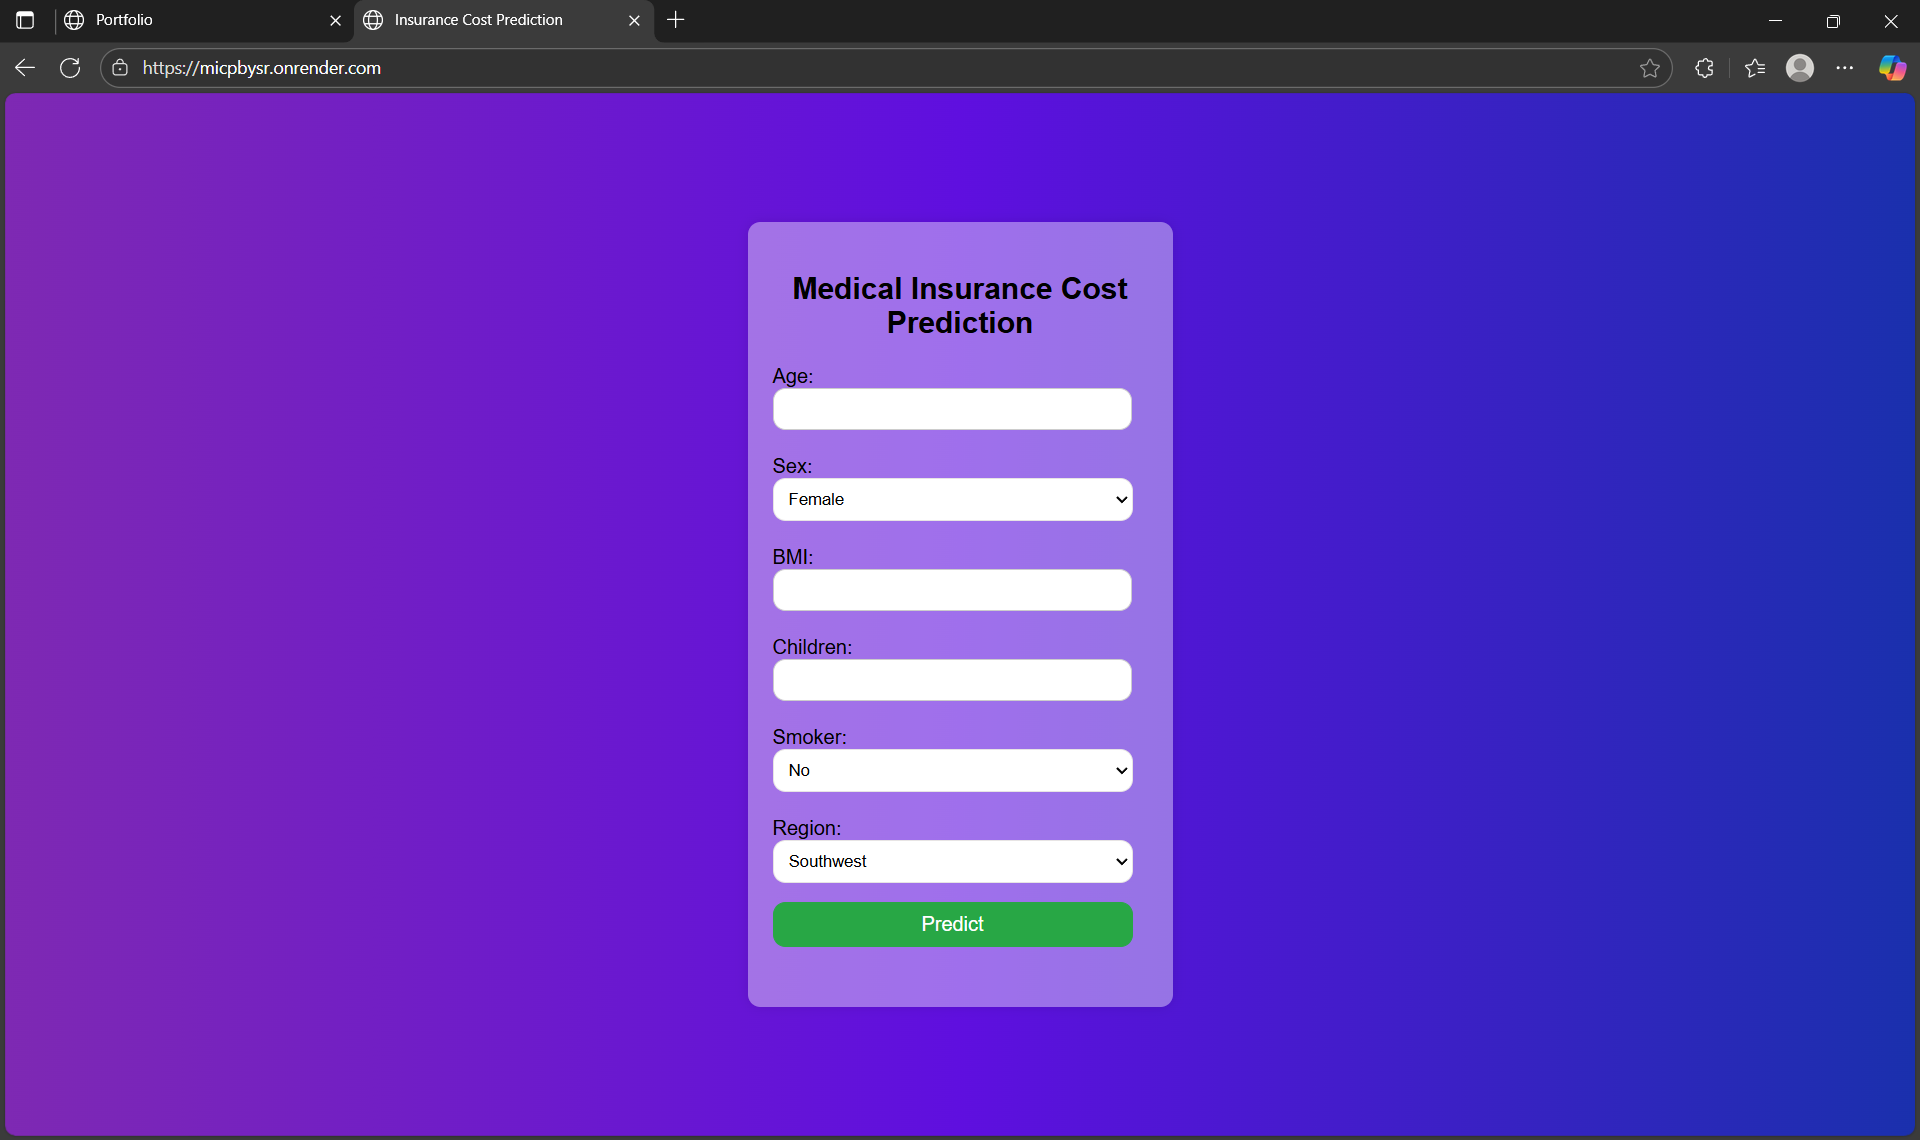 Portfolio
Insurance Cost Prediction
https://micpbysr.onrender.com
Medical Insurance Cost
Prediction
Age:
Sex:
Female
BMI:
Children:
Smoker:
No
Region:
Southwest
Predict